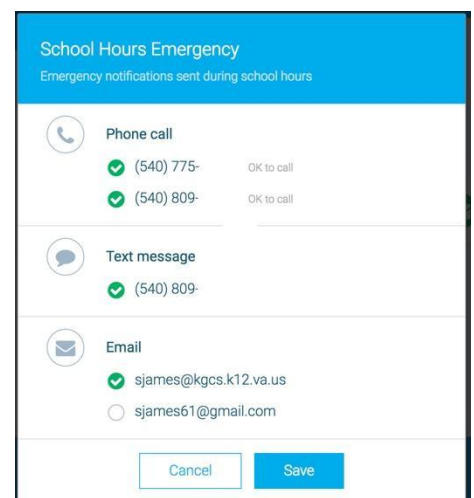 School Hours Emergency
Emergency notifications sent during school hours
Phone call
(540) 775- OK to call
(540) 809- OK to call
Text message
(540) 809-
Email
sjames@kgcs.k12.va.us
sjames61@gmail.com
Cancel Save